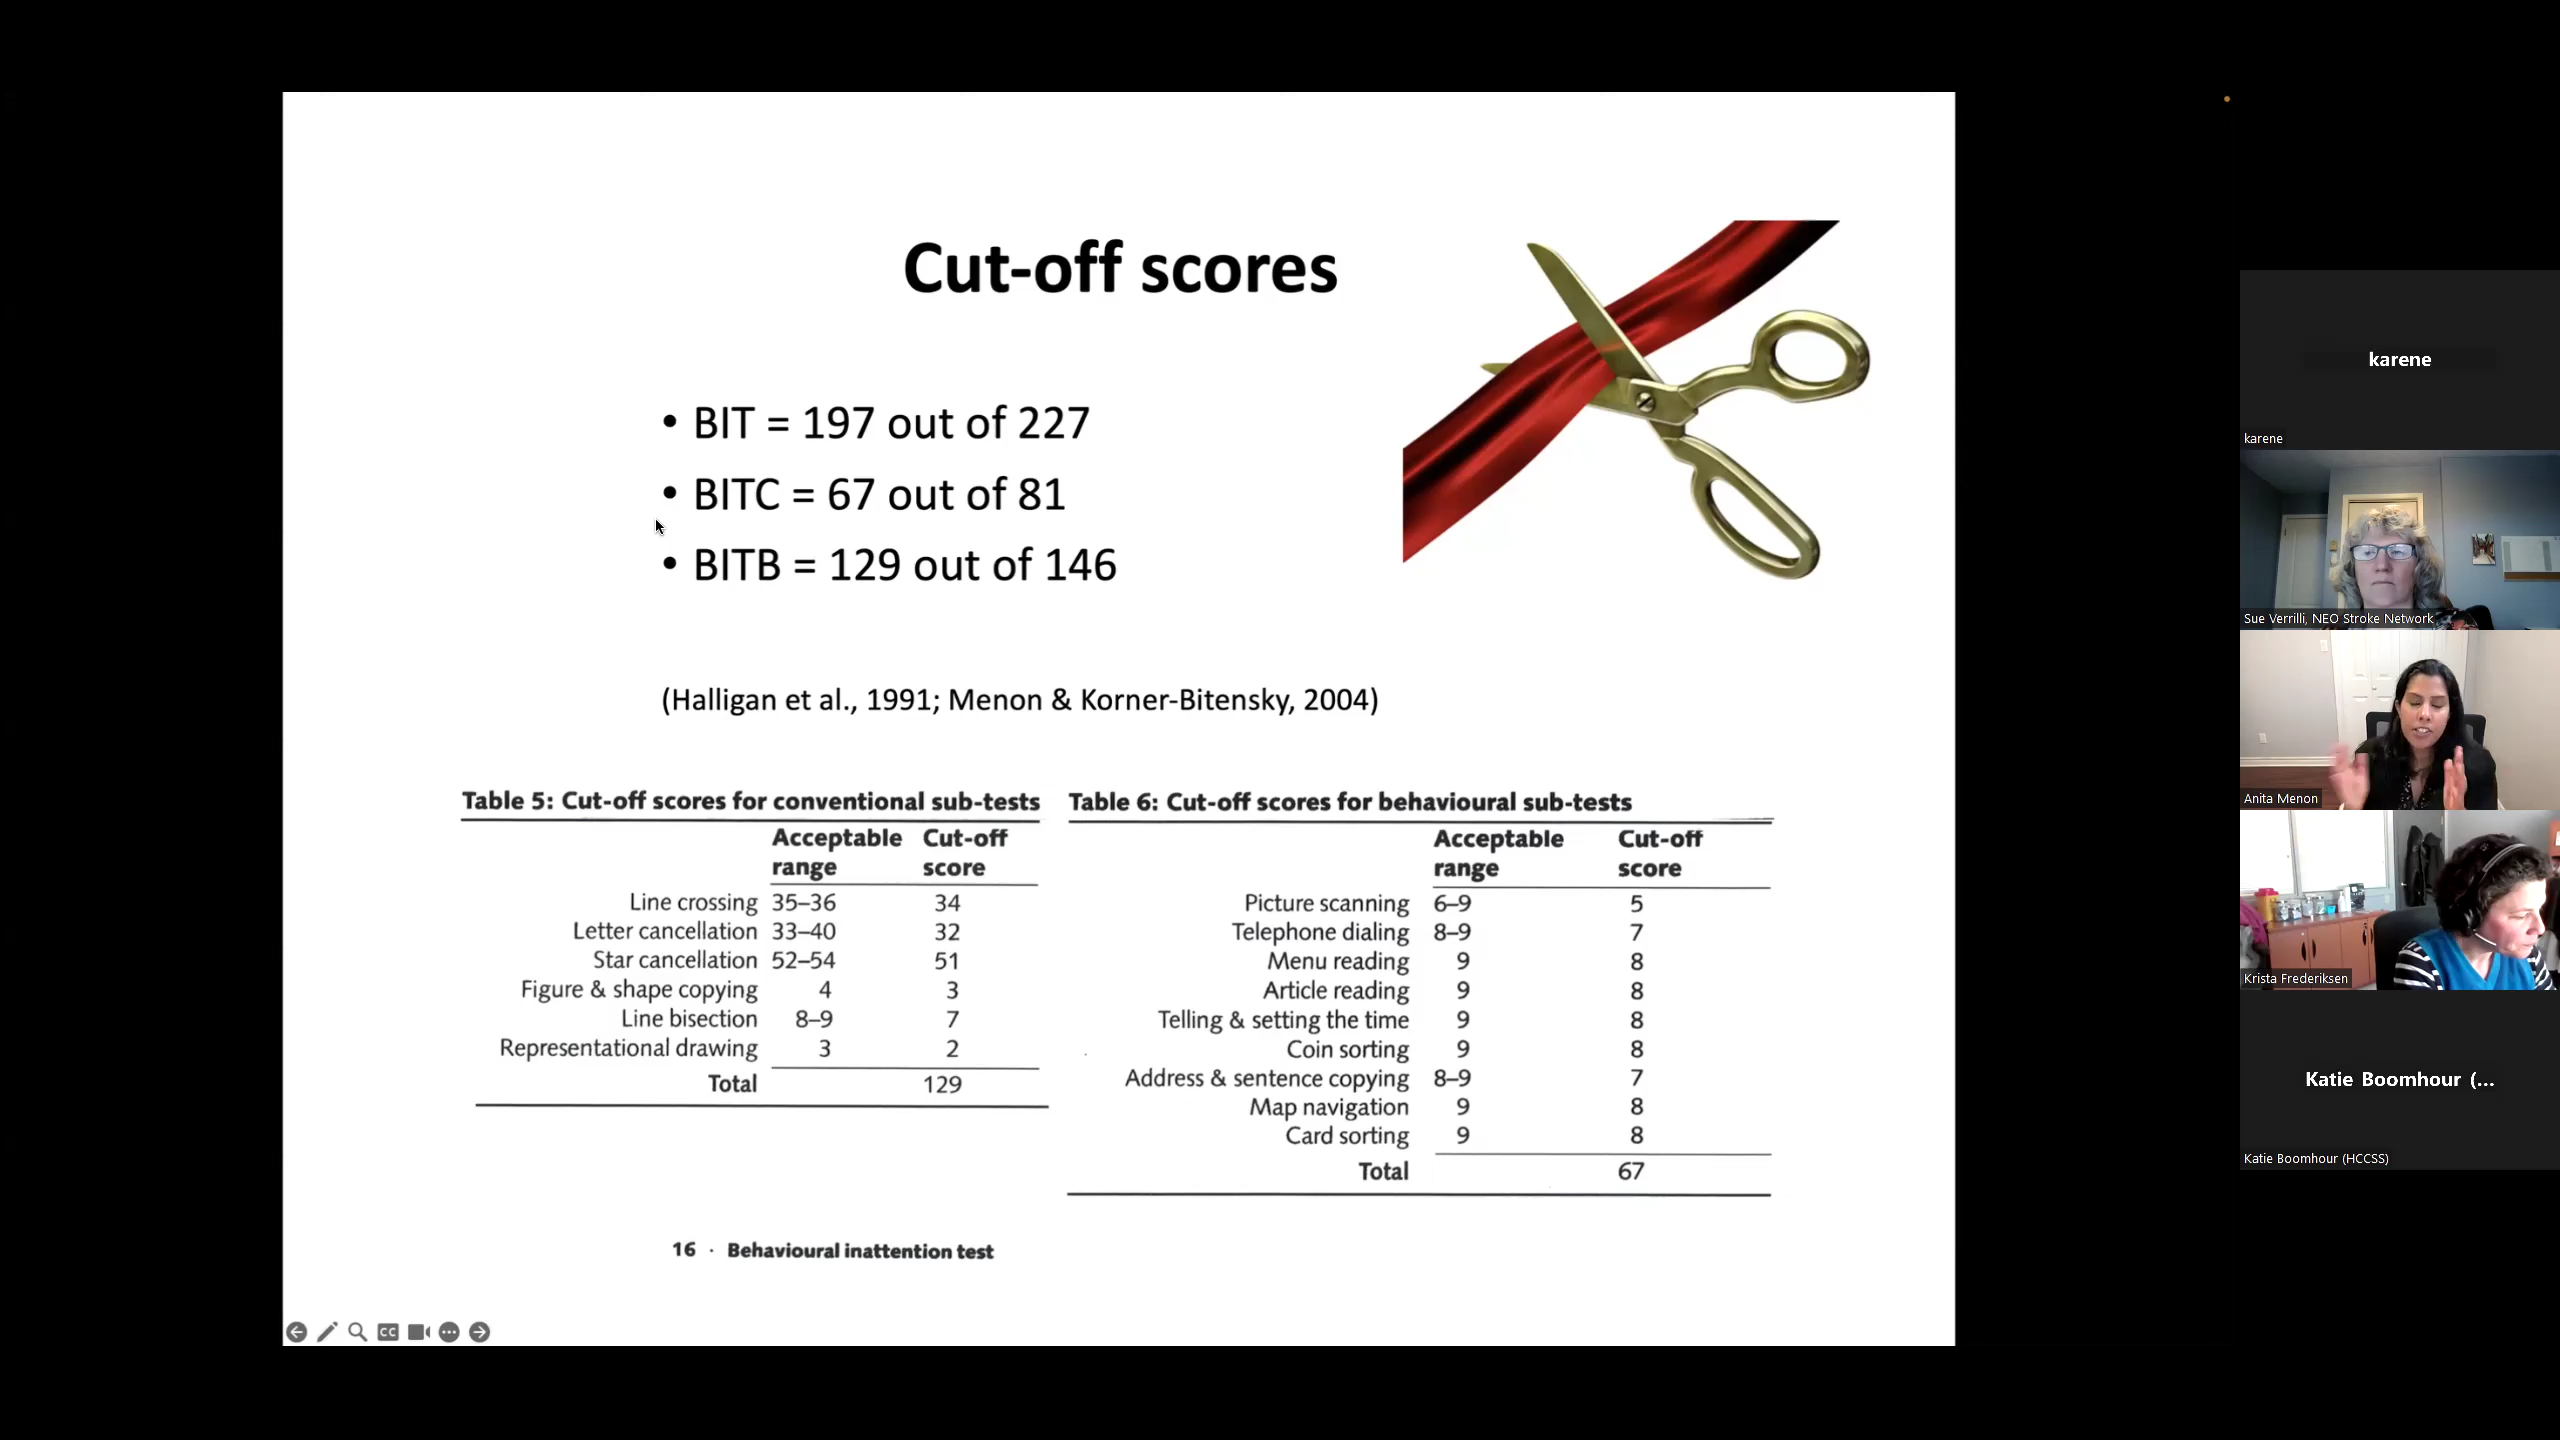 Cut-off scores
• BIT = 197 out of 227
• BITC = 67 out of 81
• BITB = 129 out of 146
(Halligan et al., 1991; Menon & Korner-Bitensky, 2004)
Table 5: Cut-off scores for conventional sub-tests
Acceptable range Cut-off score
Line crossing 35–36 34
Letter cancellation 33–40 32
Star cancellation 52–54 51
Figure & shape copying 4 3
Line bisection 8–9 7
Representational drawing 3 2
Total 129
Table 6: Cut-off scores for behavioural sub-tests
Acceptable range Cut-off score
Picture scanning 6–9 5
Telephone dialing 8–9 7
Menu reading 9 8
Article reading 9 8
Telling & setting the time 9 8
Coin sorting 9 8
Address & sentence copying 8–9 7
Map navigation 9 8
Card sorting 9 8
Total 67
16 · Behavioural inattention test
CC
karene
karene
Sue Verrilli, NEO Stroke Network
Anita Menon
Krista Frederiksen
Katie Boomhour (...
Katie Boomhour (HCCSS)